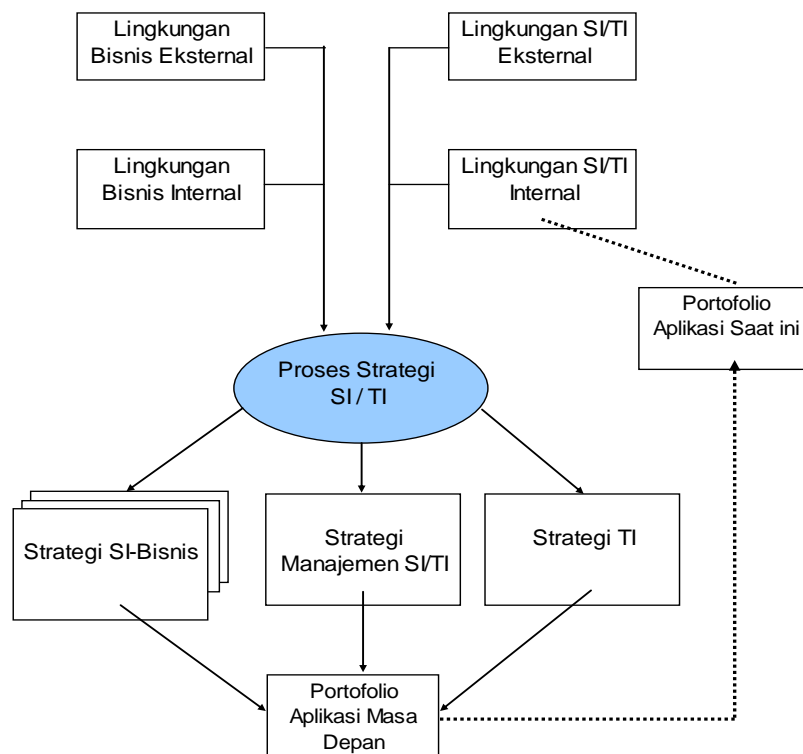 Lingkungan
Bisnis Eksternal
Lingkungan SI/TI
Eksternal
Lingkungan
Bisnis Internal
Lingkungan SI/TI
Internal
Portofolio
Aplikasi Saat ini
Proses Strategi
SI / TI
Strategi SI-Bisnis
Strategi
Manajemen SI/TI
Strategi TI
Portofolio
Aplikasi Masa
Depan